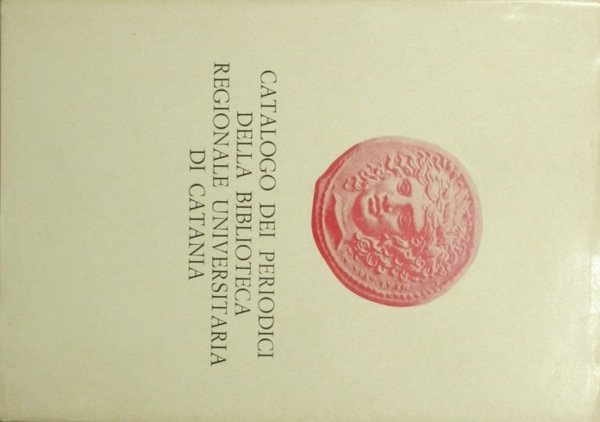 CATALOGO DEI PERIODICI
DELLA BIBLIOTECA
REGIONALE UNIVERSITARIA
DI CATANIA